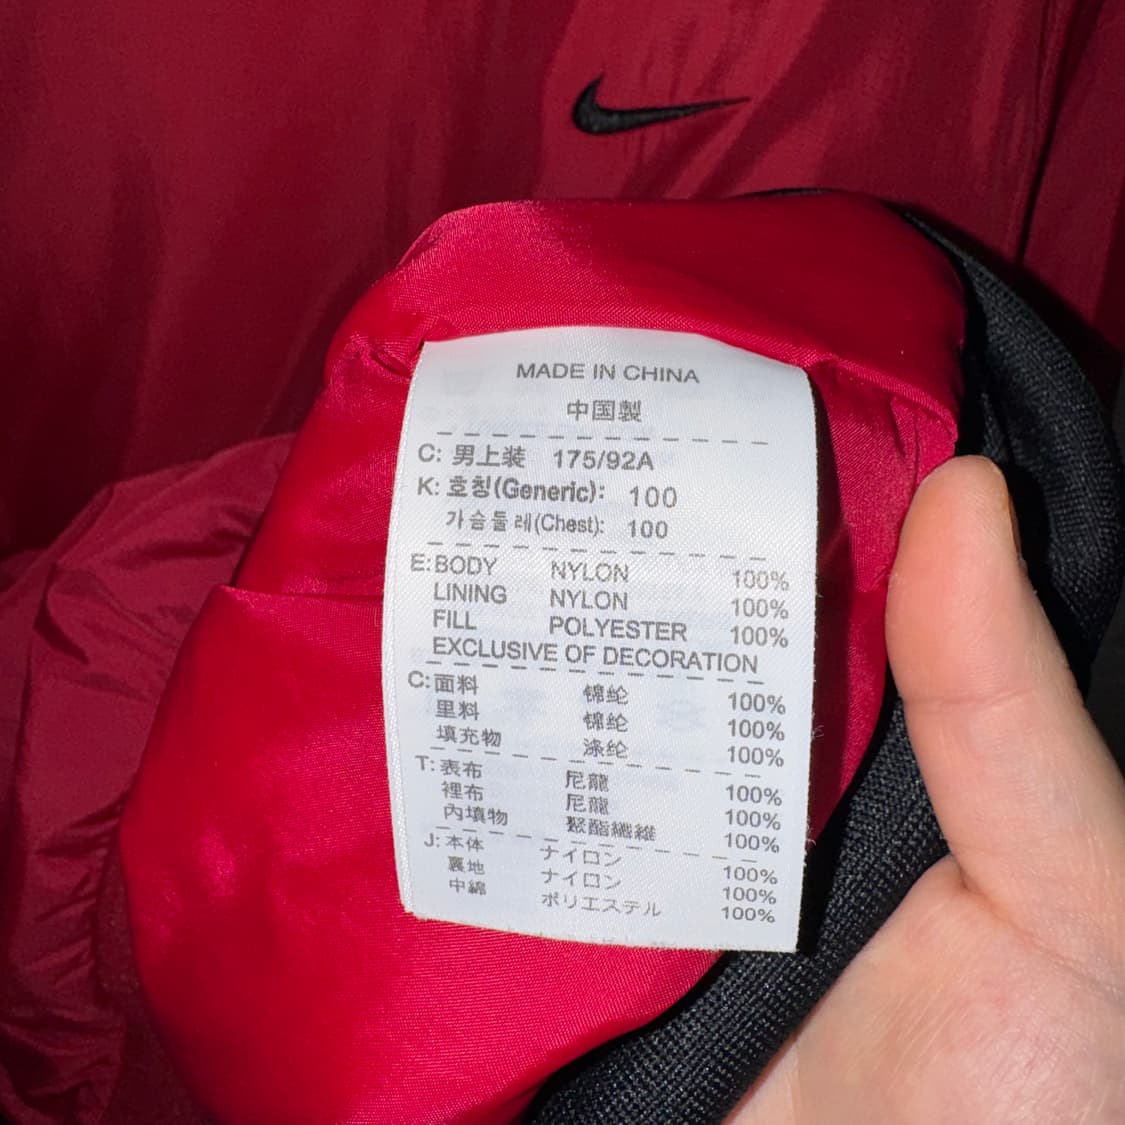 MADE IN CHINA
中国製
C: 男上装 175/92A
K: 호칭(Generic): 100
가슴둘레(Chest): 100
E: BODY NYLON 100%
LINING NYLON 100%
FILL POLYESTER 100%
EXCLUSIVE OF DECORATION
C: 面料 锦纶 100%
里料 锦纶 100%
填充物 涤纶 100%
T: 表布 尼龍 100%
裡布 尼龍 100%
內填物 聚酯纖維 100%
J: 本体 ナイロン 100%
裏地 ナイロン 100%
中綿 ポリエステル 100%